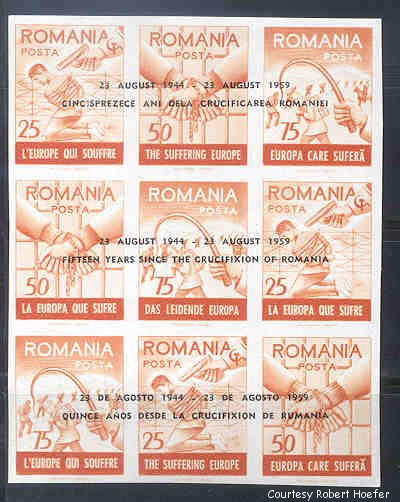 ROMANIA ROMANIA ROMANIA
POSTA POSTA POSTA
23 AUGUST 1944 - 23 AUGUST 1959
CINCISPREZECE ANI DELA CRUCIFICAREA ROMANIEI
25 50 75
L'EUROPE QUI SOUFFRE THE SUFFERING EUROPE EUROPA CARE SUFERĂ
ROMANIA ROMANIA ROMANIA
POSTA POSTA POSTA
23 AUGUST 1944 - 23 AUGUST 1959
FIFTEEN YEARS SINCE THE CRUCIFIXION OF ROMANIA
50 75 25
LA EUROPA QUE SUFRE DAS LEIDENDE EUROPA LA EUROPA QUE SUFRE
ROMANIA ROMANIA ROMANIA
POSTA POSTA POSTA
23 DE AGOSTO 1944 - 23 DE AGOSTO 1959
QUINCE AÑOS DESDE LA CRUCIFIXION DE RUMANIA
75 25 50
L'EUROPE QUI SOUFFRE THE SUFFERING EUROPE EUROPA CARE SUFERĂ
Courtesy Robert Hoefer